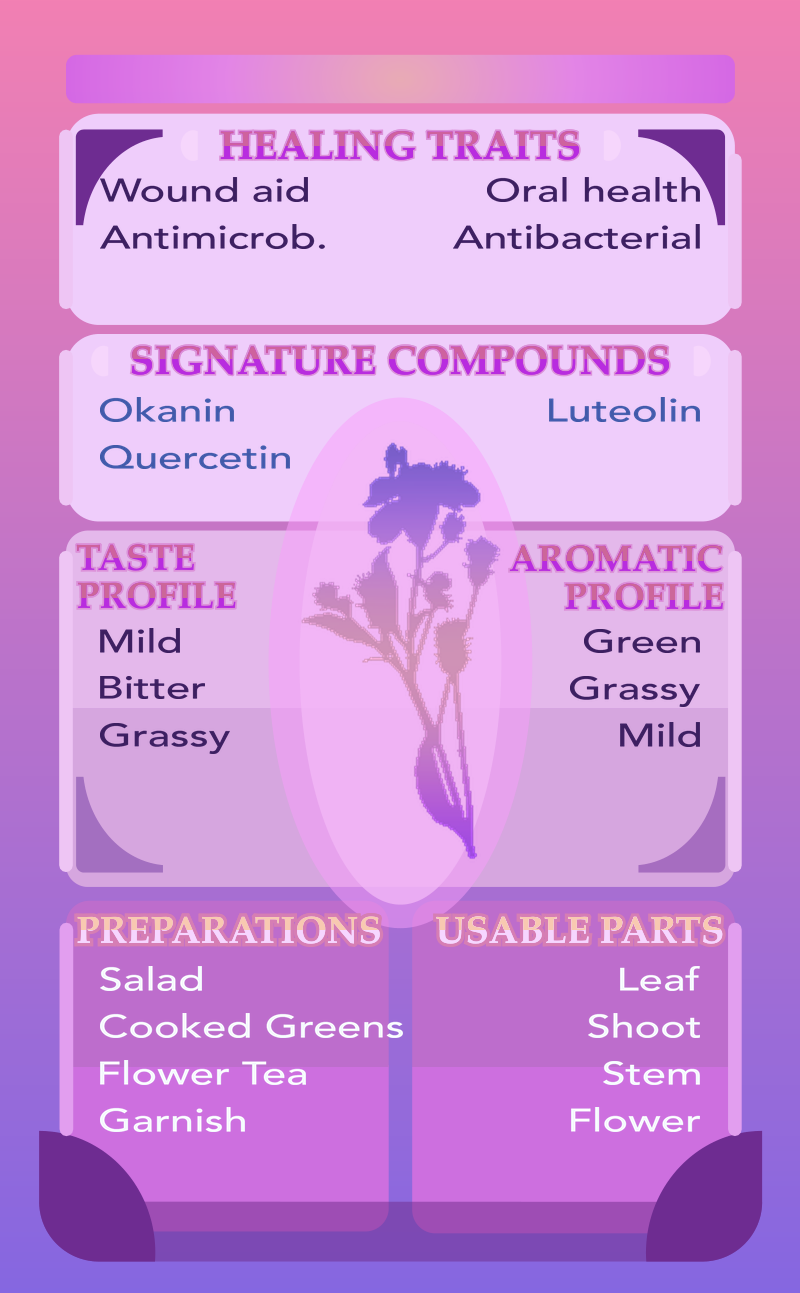 HEALING TRAITS
Wound aid
Oral health
Antimicrob.
Antibacterial
SIGNATURE COMPOUNDS
Okanin
Luteolin
Quercetin
TASTE
PROFILE
Mild
Bitter
Grassy
AROMATIC
PROFILE
Green
Grassy
Mild
PREPARATIONS
Salad
Cooked Greens
Flower Tea
Garnish
USABLE PARTS
Leaf
Shoot
Stem
Flower